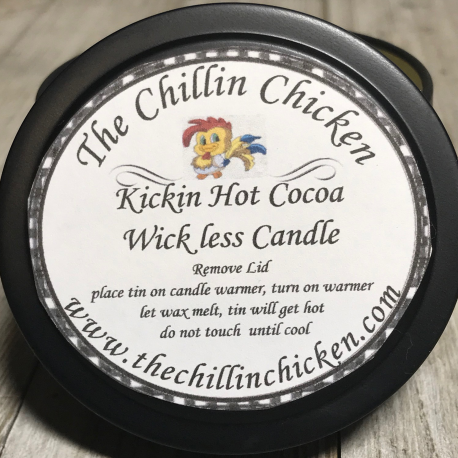 The Chillin Chicken
Kickin Hot Cocoa
Wick less Candle
Remove Lid
place tin on candle warmer, turn on warmer
let wax melt, tin will get hot
do not touch until cool
www.thechillinchicken.com